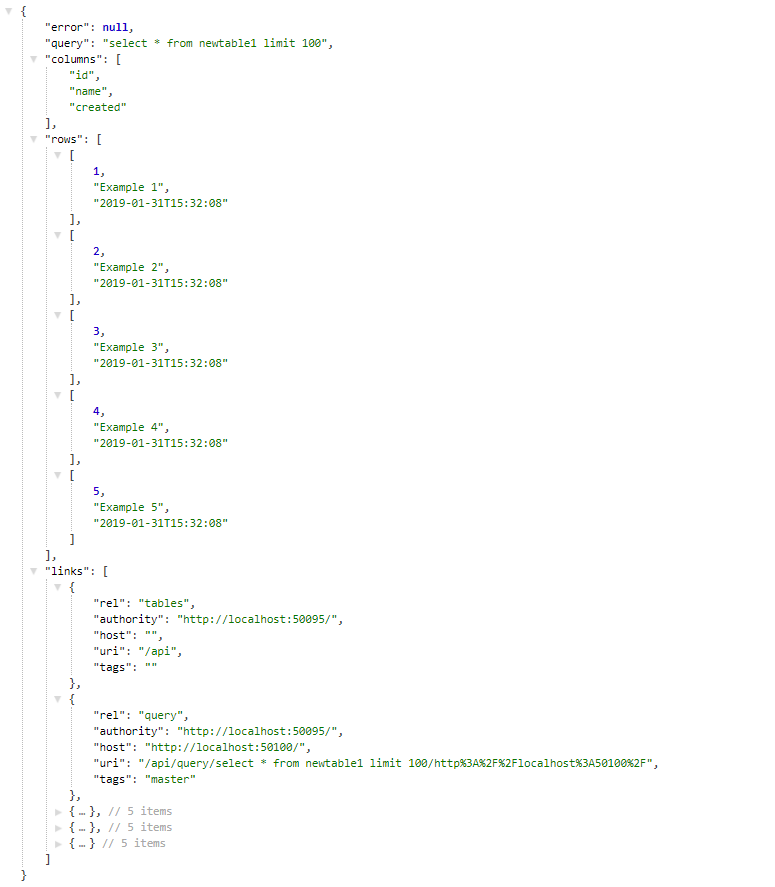 {
"error": null,
"query": "select * from newtable1 limit 100",
"columns": [
"id",
"name",
"created"
],
"rows": [
[
1,
"Example 1",
"2019-01-31T15:32:08"
],
[
2,
"Example 2",
"2019-01-31T15:32:08"
],
[
3,
"Example 3",
"2019-01-31T15:32:08"
],
[
4,
"Example 4",
"2019-01-31T15:32:08"
],
[
5,
"Example 5",
"2019-01-31T15:32:08"
]
],
"links": [
{
"rel": "tables",
"authority": "http://localhost:50095/",
"host": "",
"uri": "/api",
"tags": ""
},
{
"rel": "query",
"authority": "http://localhost:50095/",
"host": "http://localhost:50100/",
"uri": "/api/query/select * from newtable1 limit 100/http%3A%2F%2Flocalhost%3A50100%2F",
"tags": "master"
},
{ … }, // 5 items
{ … }, // 5 items
{ … } // 5 items
]
}